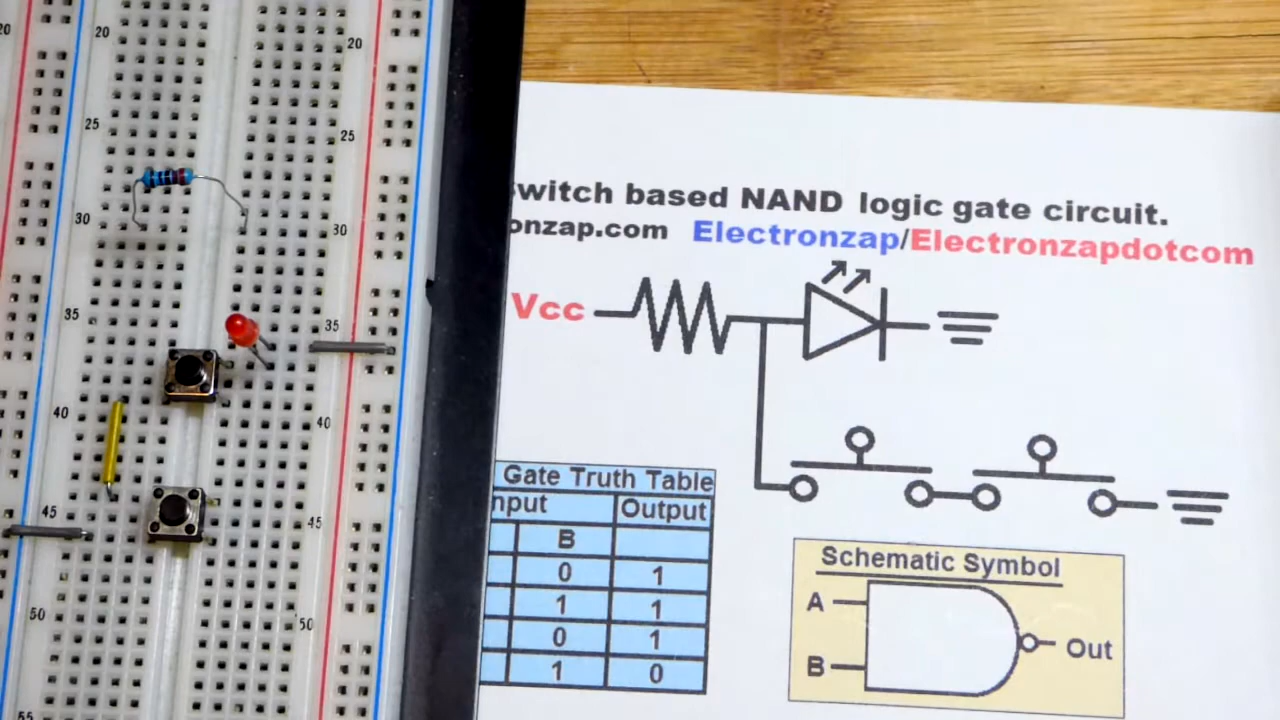 20 20
25 25
30 30
35 35
40 40
45 45
50 50
55
witch based NAND logic gate circuit.
onzap.com Electronzap/Electronzapdotcom
Vcc
Gate Truth Table
nput Output
B
0 1
1 1
0 1
1 0
Schematic Symbol
A
B Out